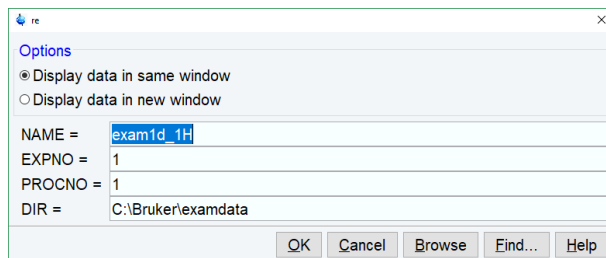 re
Options
Display data in same window
Display data in new window
NAME = exam1d_1H
EXPNO = 1
PROCNO = 1
DIR = C:\Bruker\examdata
OK Cancel Browse Find... Help